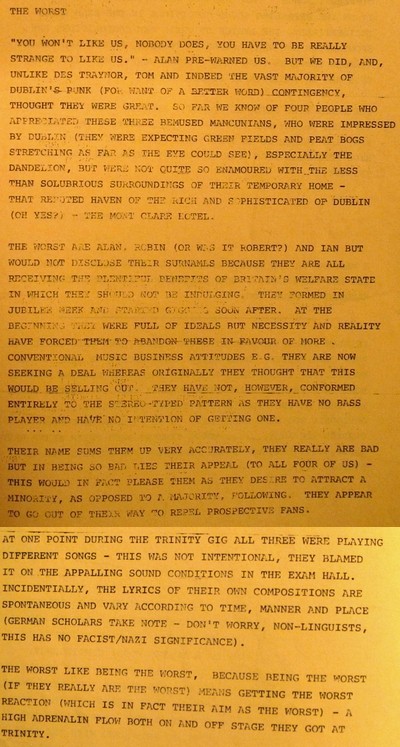 THE WORST
"YOU WON'T LIKE US, NOBODY DOES, YOU HAVE TO BE REALLY
STRANGE TO LIKE US." - ALAN PRE-WARNED US. BUT WE DID, AND,
UNLIKE DES TRAYNOR, TOM AND INDEED THE VAST MAJORITY OF
DUBLIN'S PUNK (FOR WANT OF A BETTER WORD) CONTINGENCY,
THOUGHT THEY WERE GREAT. SO FAR WE KNOW OF FOUR PEOPLE WHO
APPRECIATED THESE THREE BEMUSED MANCUNIANS, WHO WERE IMPRESSED
BY DUBLIN (THEY WERE EXPECTING GREEN FIELDS AND PEAT BOGS
STRETCHING AS FAR AS THE EYE COULD SEE), ESPECIALLY THE
DANDELION, BUT WERE NOT QUITE SO ENAMOURED WITH THE LESS
THAN SOLUBRIOUS SURROUNDINGS OF THEIR TEMPORARY HOME -
THAT REPUTED HAVEN OF THE RICH AND SOPHISTICATED OF DUBLIN
(OH YES?) - THE MONT CLARE HOTEL.
THE WORST ARE ALAN, ROBIN (OR WAS IT ROBERT?) AND IAN BUT
WOULD NOT DISCLOSE THEIR SURNAMES BECAUSE THEY ARE ALL
RECEIVING THE PLENTIFUL BENEFITS OF BRITAIN'S WELFARE STATE
IN WHICH THEY SHOULD NOT BE INDULGING. THEY FORMED IN
JUBILEE WEEK AND STARTED GIGGING SOON AFTER. AT THE
BEGINNING THEY WERE FULL OF IDEALS BUT NECESSITY AND REALITY
HAVE FORCED THEM TO ABANDON THESE IN FAVOUR OF MORE
CONVENTIONAL MUSIC BUSINESS ATTITUDES E.G. THEY ARE NOW
SEEKING A DEAL WHEREAS ORIGINALLY THEY THOUGHT THAT THIS
WOULD BE SELLING OUT. THEY HAVE NOT, HOWEVER, CONFORMED
ENTIRELY TO THE STEREO-TYPED PATTERN AS THEY HAVE NO BASS
PLAYER AND HAVE NO INTENTION OF GETTING ONE.
THEIR NAME SUMS THEM UP VERY ACCURATELY, THEY REALLY ARE BAD
BUT IN BEING SO BAD LIES THEIR APPEAL (TO ALL FOUR OF US) -
THIS WOULD IN FACT PLEASE THEM AS THEY DESIRE TO ATTRACT A
MINORITY, AS OPPOSED TO A MAJORITY, FOLLOWING. THEY APPEAR
TO GO OUT OF THEIR WAY TO REPEL PROSPECTIVE FANS.
AT ONE POINT DURING THE TRINITY GIG ALL THREE WERE PLAYING
DIFFERENT SONGS - THIS WAS NOT INTENTIONAL, THEY BLAMED
IT ON THE APPALLING SOUND CONDITIONS IN THE EXAM HALL.
INCIDENTALLY, THE LYRICS OF THEIR OWN COMPOSITIONS ARE
SPONTANEOUS AND VARY ACCORDING TO TIME, MANNER AND PLACE
(GERMAN SCHOLARS TAKE NOTE - DON'T WORRY, NON-LINGUISTS,
THIS HAS NO FACIST/NAZI SIGNIFICANCE).
THE WORST LIKE BEING THE WORST, BECAUSE BEING THE WORST
(IF THEY REALLY ARE THE WORST) MEANS GETTING THE WORST
REACTION (WHICH IS IN FACT THEIR AIM AS THE WORST) - A
HIGH ADRENALIN FLOW BOTH ON AND OFF STAGE THEY GOT AT
TRINITY.